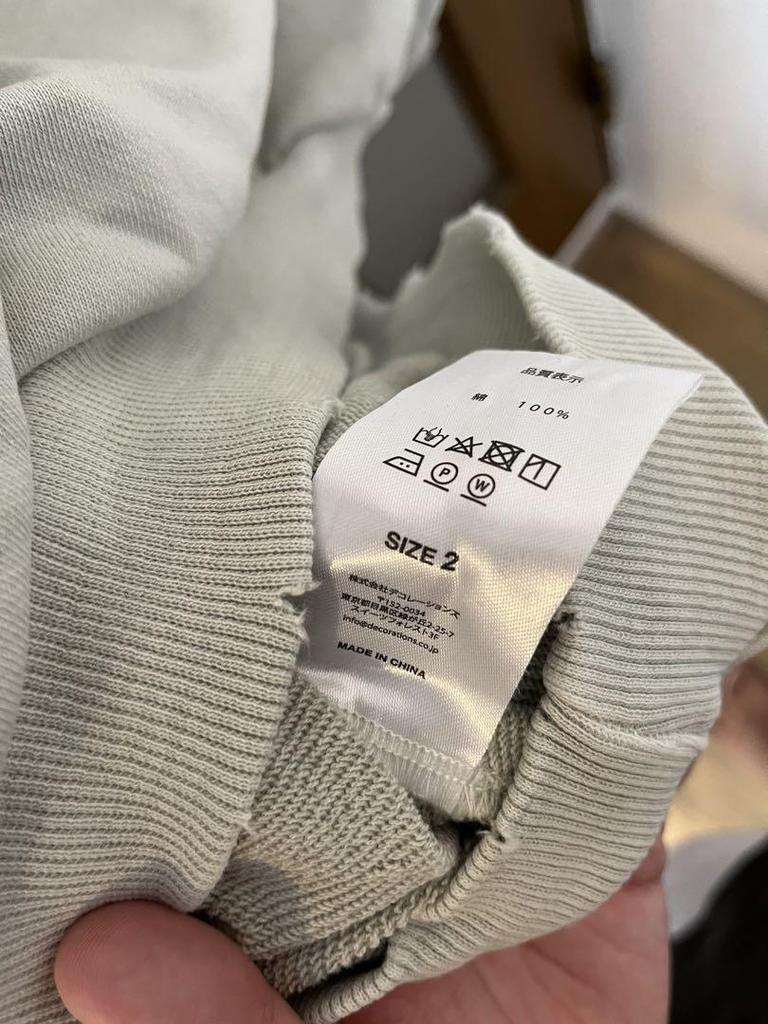 品質表示
綿 100%
P W
SIZE 2
株式会社デコレーションズ
〒152-0034
東京都目黒区緑が丘2-25-7
スイーツフォレスト3F
info@decorations.co.jp
MADE IN CHINA